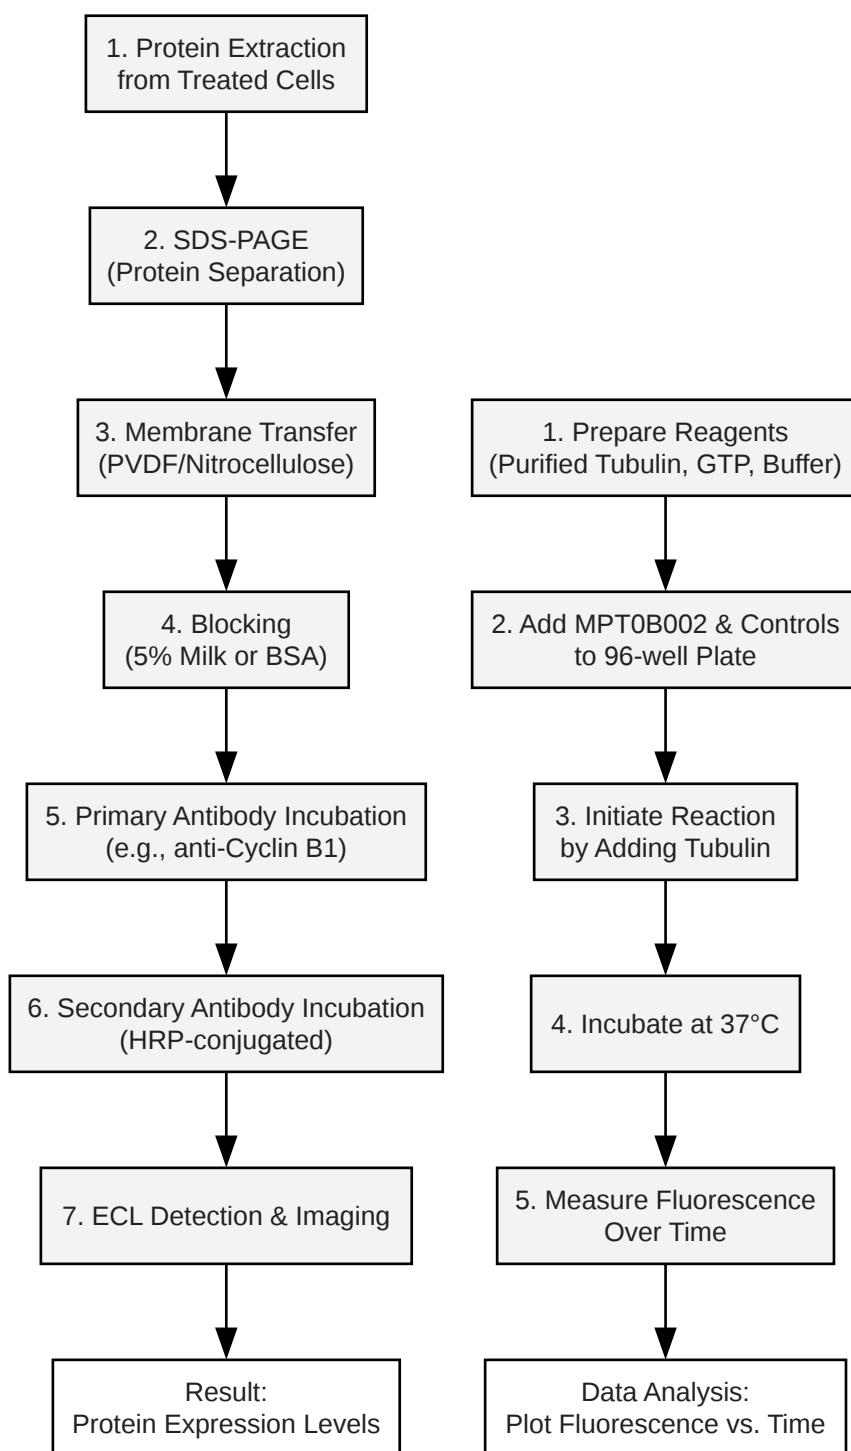 1. Protein Extraction
from Treated Cells
2. SDS-PAGE
(Protein Separation)
3. Membrane Transfer
(PVDF/Nitrocellulose)
4. Blocking
(5% Milk or BSA)
5. Primary Antibody Incubation
(e.g., anti-Cyclin B1)
6. Secondary Antibody Incubation
(HRP-conjugated)
7. ECL Detection & Imaging
Result:
Protein Expression Levels
1. Prepare Reagents
(Purified Tubulin, GTP, Buffer)
2. Add MPT0B002 & Controls
to 96-well Plate
3. Initiate Reaction
by Adding Tubulin
4. Incubate at 37°C
5. Measure Fluorescence
Over Time
Data Analysis:
Plot Fluorescence vs. Time